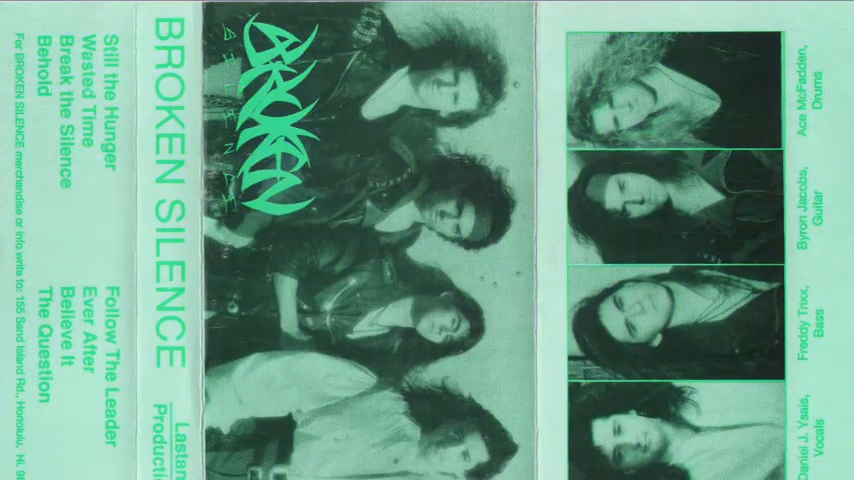 Still the Hunger
Wasted Time
Break the Silence
Behold
Follow The Leader
Ever After
Believe It
The Question
For BROKEN SILENCE merchandise or info write to: 155 Sand Island Rd., Honolulu, Hi.
BROKEN SILENCE
BROKEN
SILENCE
Ace McFadden,
Drums
Byron Jacobs,
Guitar
Freddy Trixx,
Bass
Daniel J. Ysais,
Vocals